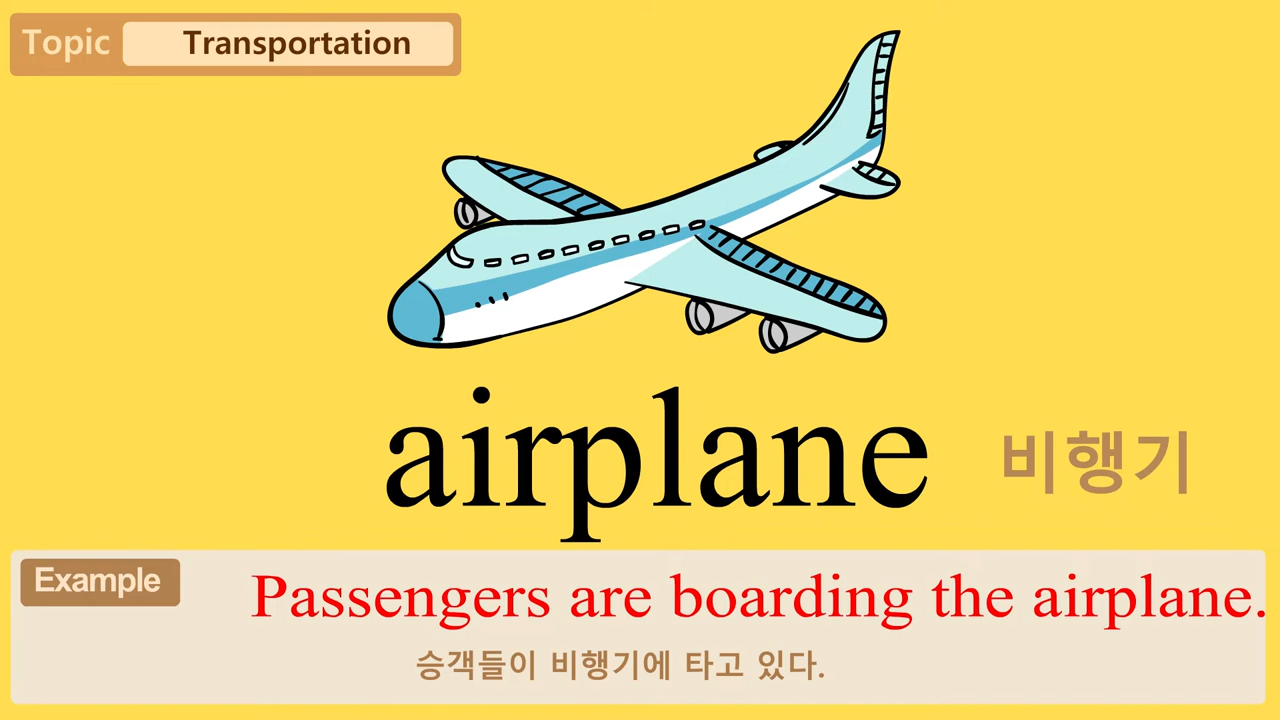 Topic Transportation
airplane 비행기
Example
Passengers are boarding the airplane.
승객들이 비행기에 타고 있다.